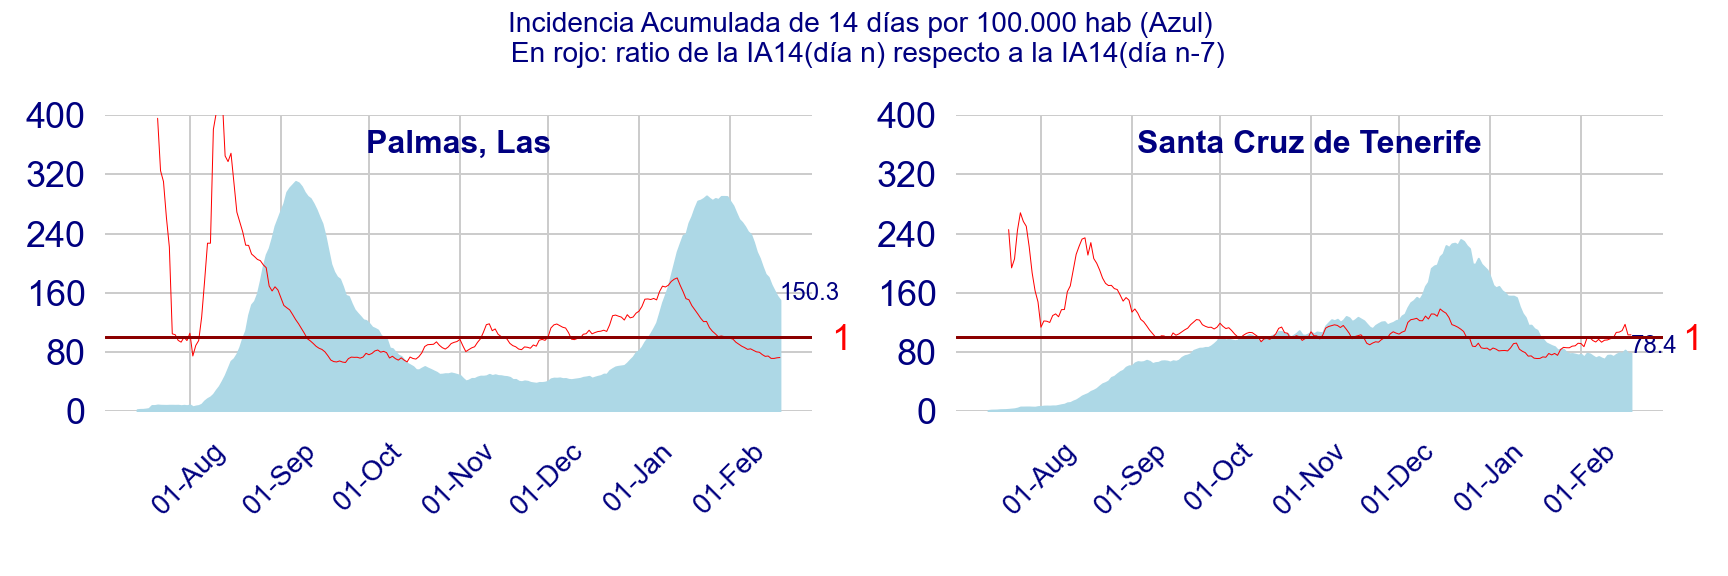 Incidencia Acumulada de 14 días por 100.000 hab (Azul)
En rojo: ratio de la IA14(día n) respecto a la IA14(día n-7)
Palmas, Las
400
320
240
160
80
0
150.3
1
01-Aug
01-Sep
01-Oct
01-Nov
01-Dec
01-Jan
01-Feb
Santa Cruz de Tenerife
400
320
240
160
80
0
78.4
1
01-Aug
01-Sep
01-Oct
01-Nov
01-Dec
01-Jan
01-Feb